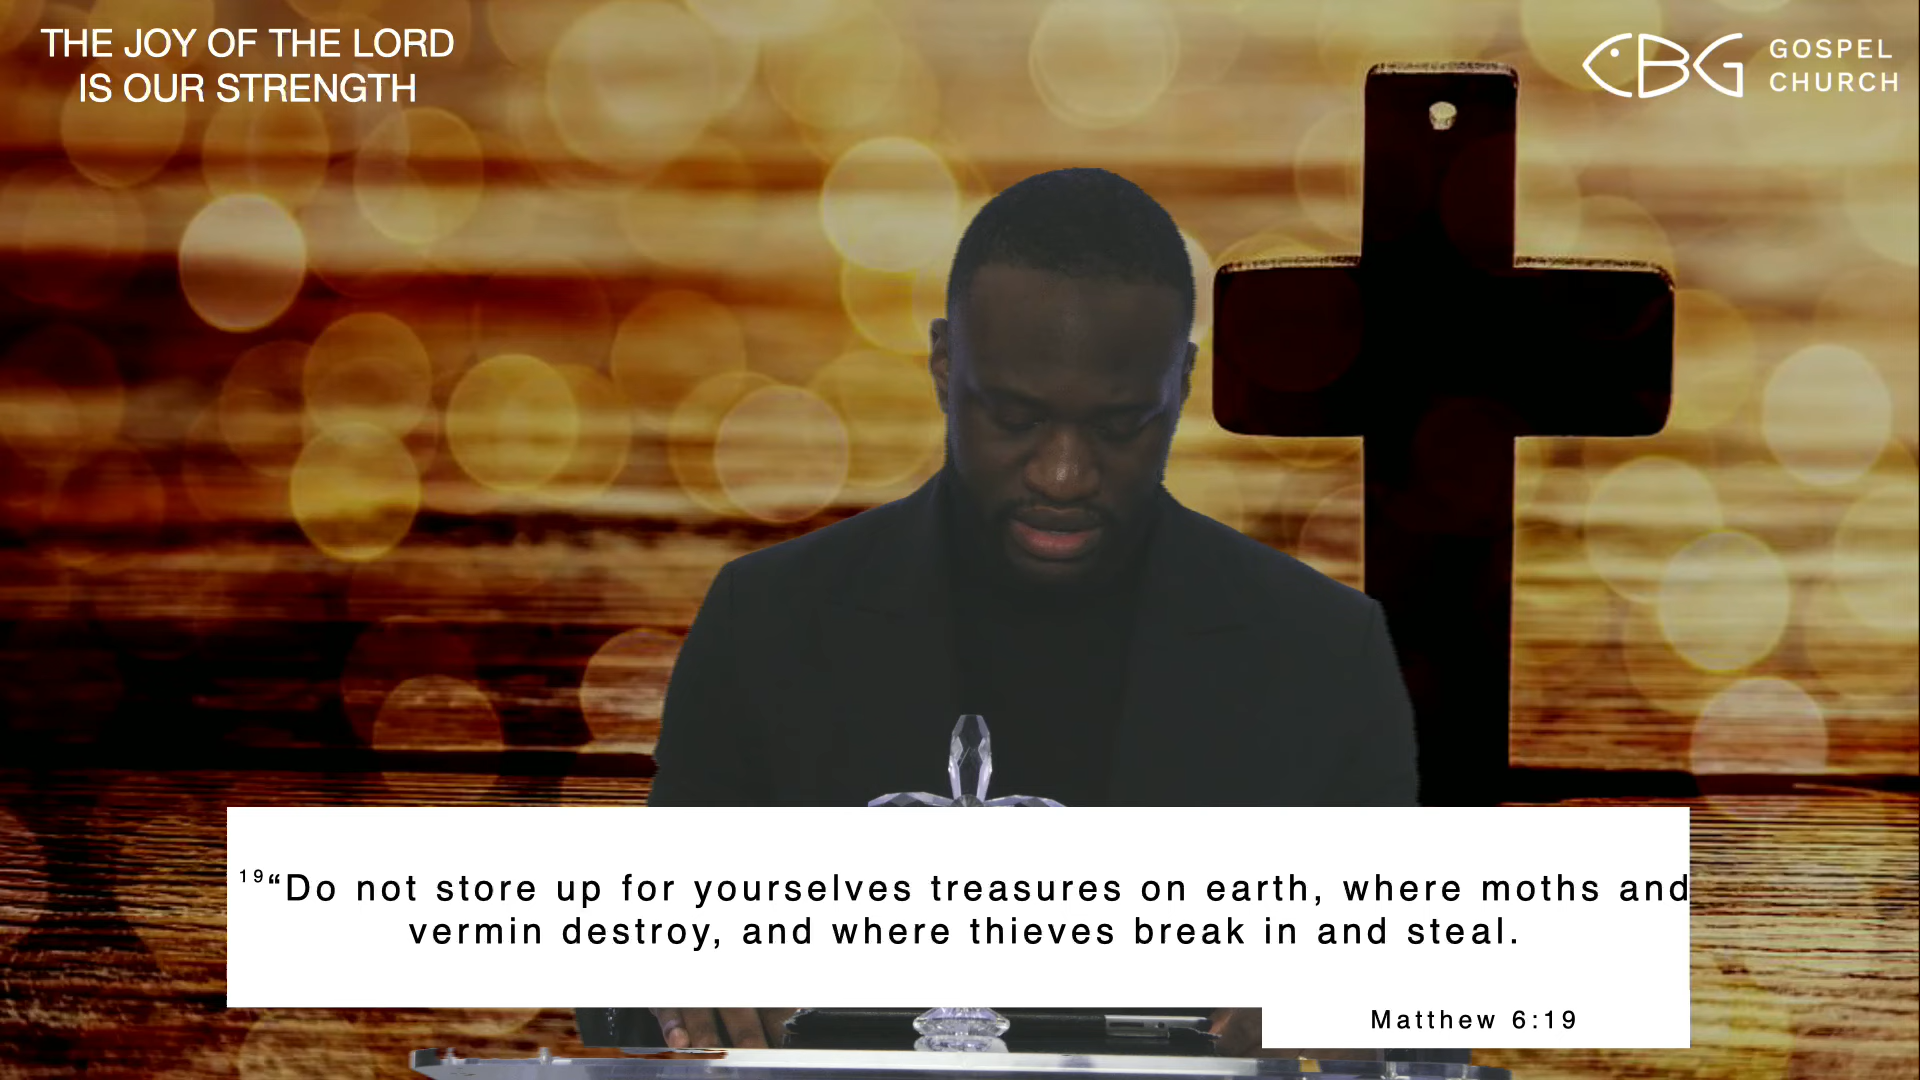 THE JOY OF THE LORD
IS OUR STRENGTH
CBG GOSPEL
CHURCH
19“Do not store up for yourselves treasures on earth, where moths and
vermin destroy, and where thieves break in and steal.
Matthew 6:19